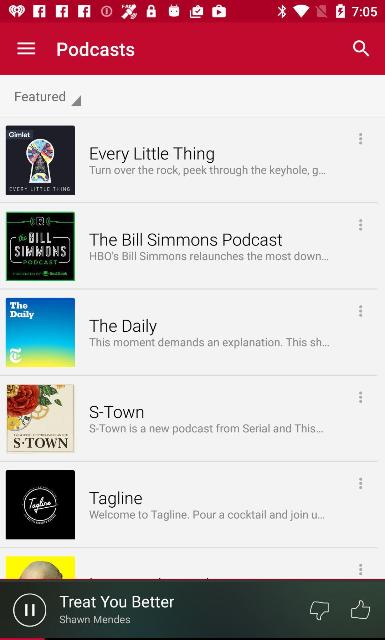 7:05
Podcasts
Featured
Gimlet
EVERY LITTLE THING
Every Little Thing
Turn over the rock, peek through the keyhole, g...
the
BILL
SIMMONS
PODCAST
The Bill Simmons Podcast
HBO's Bill Simmons relaunches the most down...
The
Daily
The Daily
This moment demands an explanation. This sh...
S-TOWN
S-Town
S-Town is a new podcast from Serial and This...
Tagline
Tagline
Welcome to Tagline. Pour a cocktail and join u...
Treat You Better
Shawn Mendes